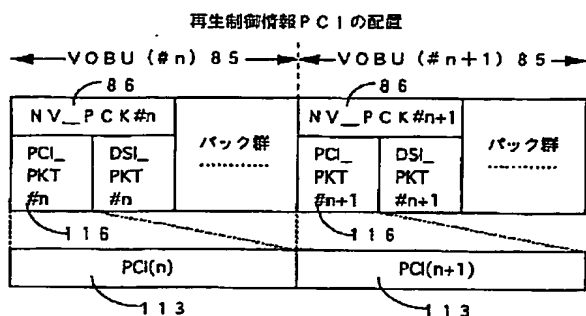 再生制御情報ＰＣＩの配置
ＶＯＢＵ（＃ｎ）８５
ＶＯＢＵ（＃ｎ＋１）８５
８６
８６
ＮＶ＿ＰＣＫ#n
パック群
…………
ＮＶ＿ＰＣＫ#n+1
パック群
…………
PCI_
PKT
#n
DSI_
PKT
#n
PCI_
PKT
#n+1
DSI_
PKT
#n+1
１１６
１１６
PCI(n)
PCI(n+1)
１１３
１１３